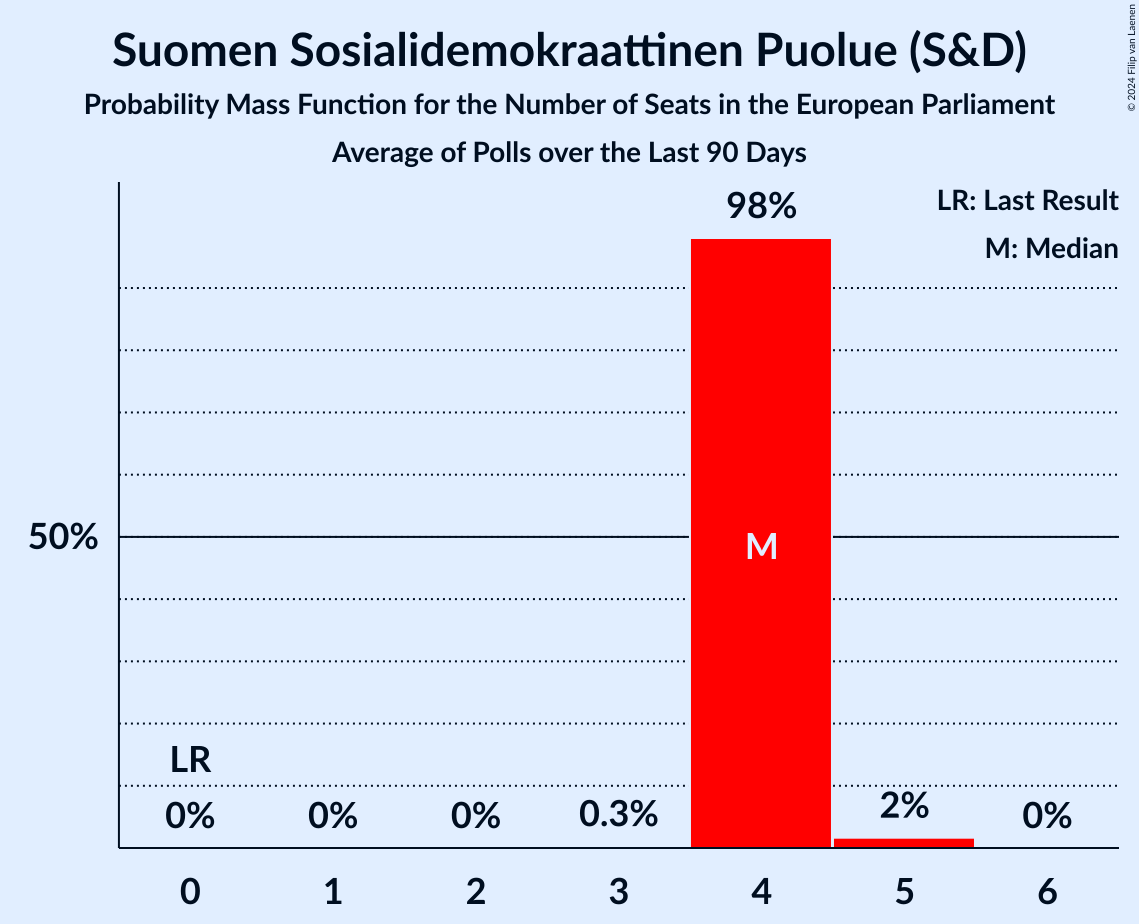 Suomen Sosialidemokraattinen Puolue (S&D)
Probability Mass Function for the Number of Seats in the European Parliament
Average of Polls over the Last 90 Days
© 2024 Filip van Laenen
LR: Last Result
M: Median
98%
50%
M
LR
0% 0% 0% 0.3% 2% 0%
0 1 2 3 4 5 6